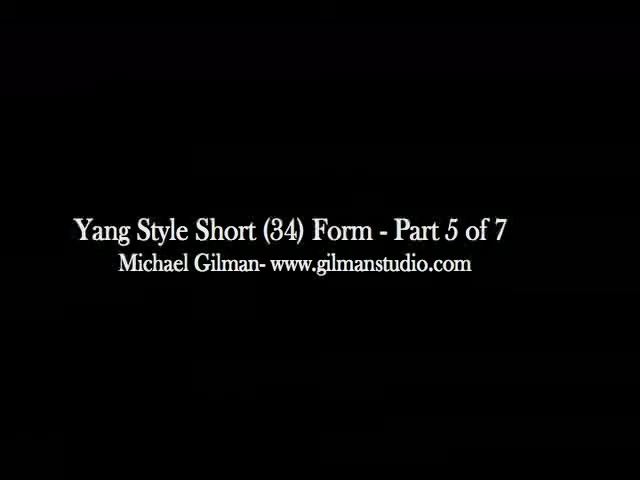 Yang Style Short (34) Form - Part 5 of 7
Michael Gilman- www.gilmanstudio.com